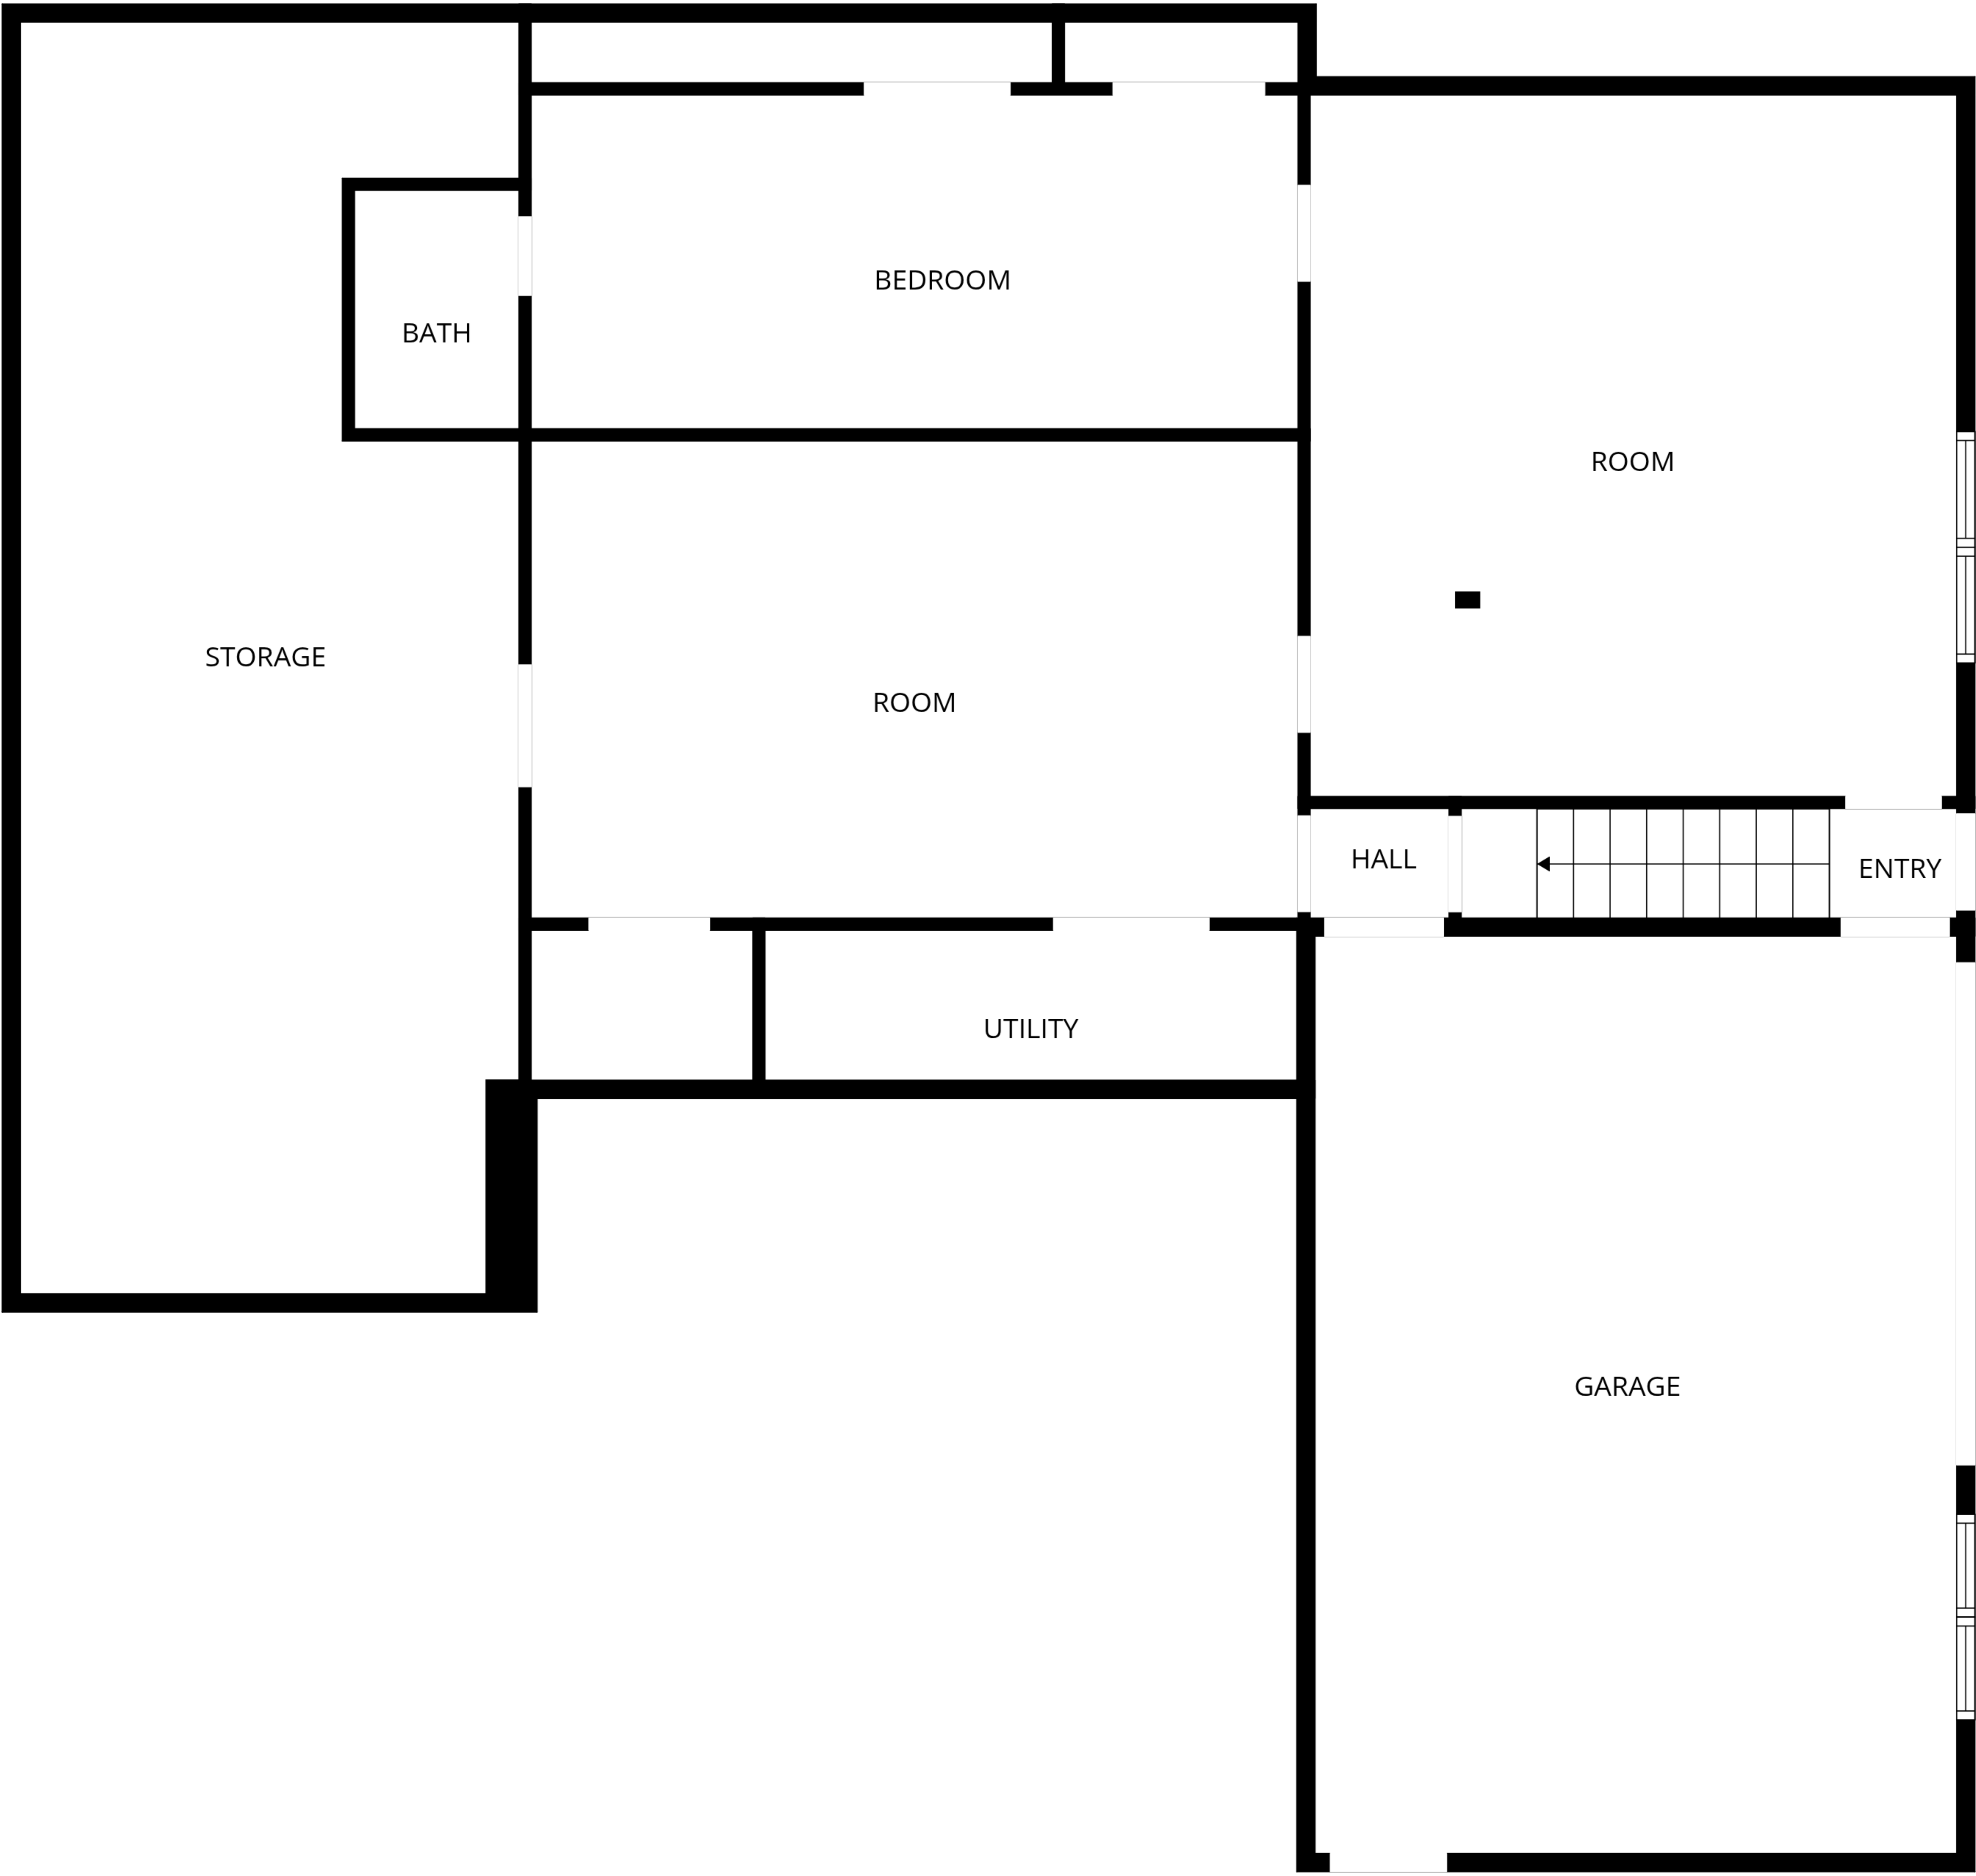 BEDROOM
BATH
ROOM
STORAGE
ROOM
HALL
ENTRY
UTILITY
GARAGE